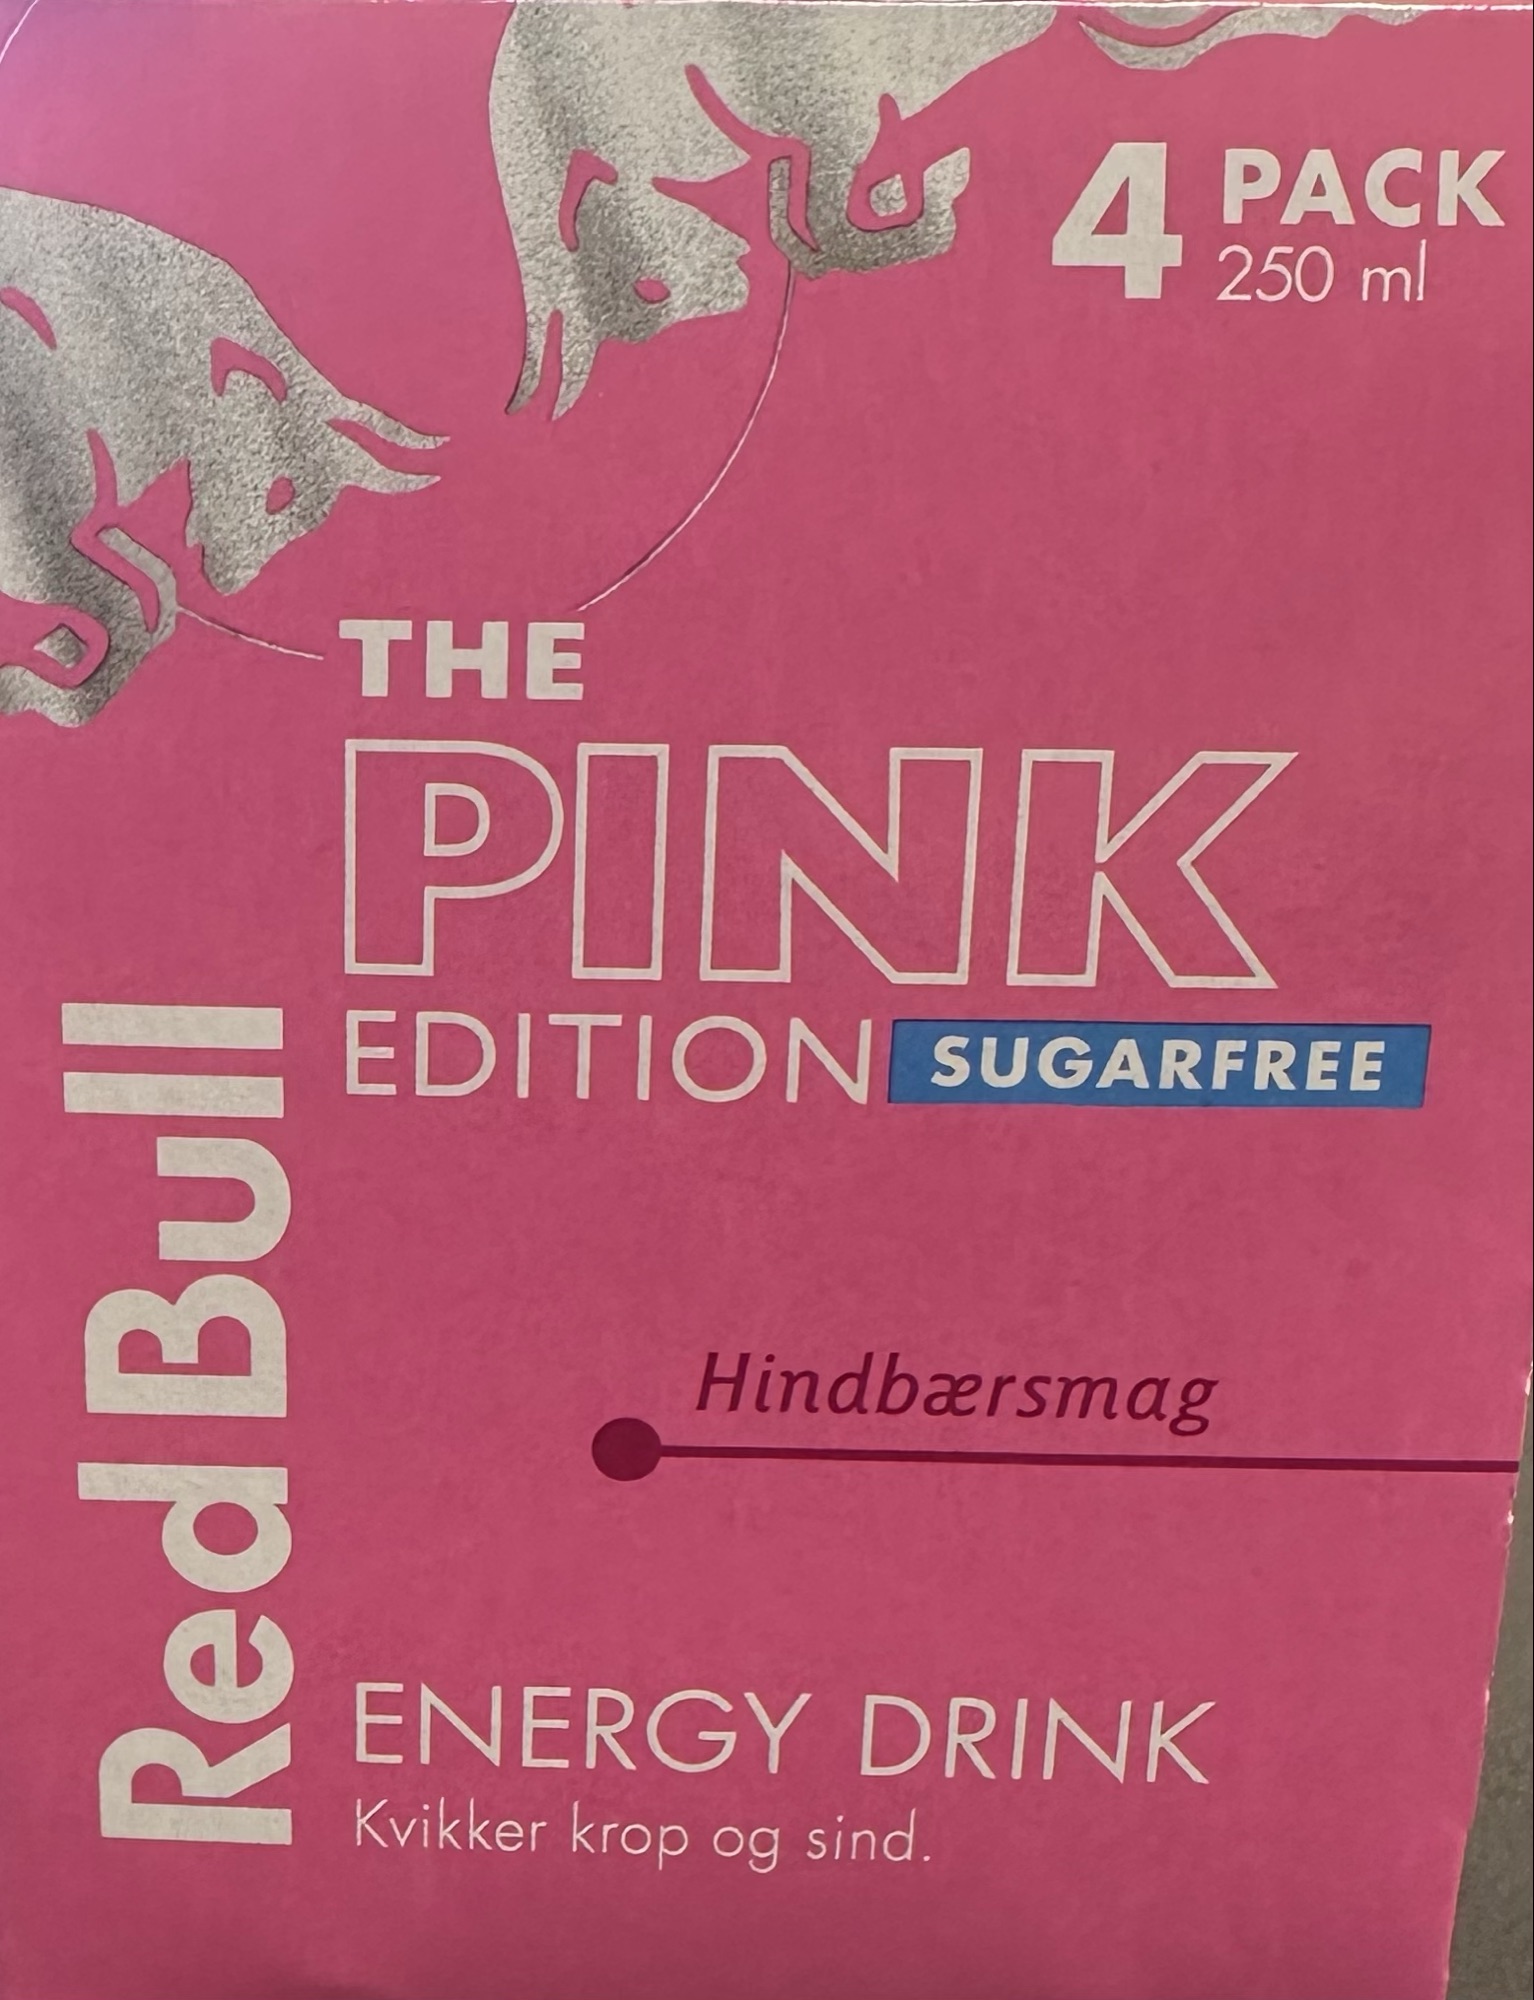 4 PACK
250 ml
THE
PINK
EDITION SUGARFREE
Red Bull
Hindbærsmag
ENERGY DRINK
Kvikker krop og sind.